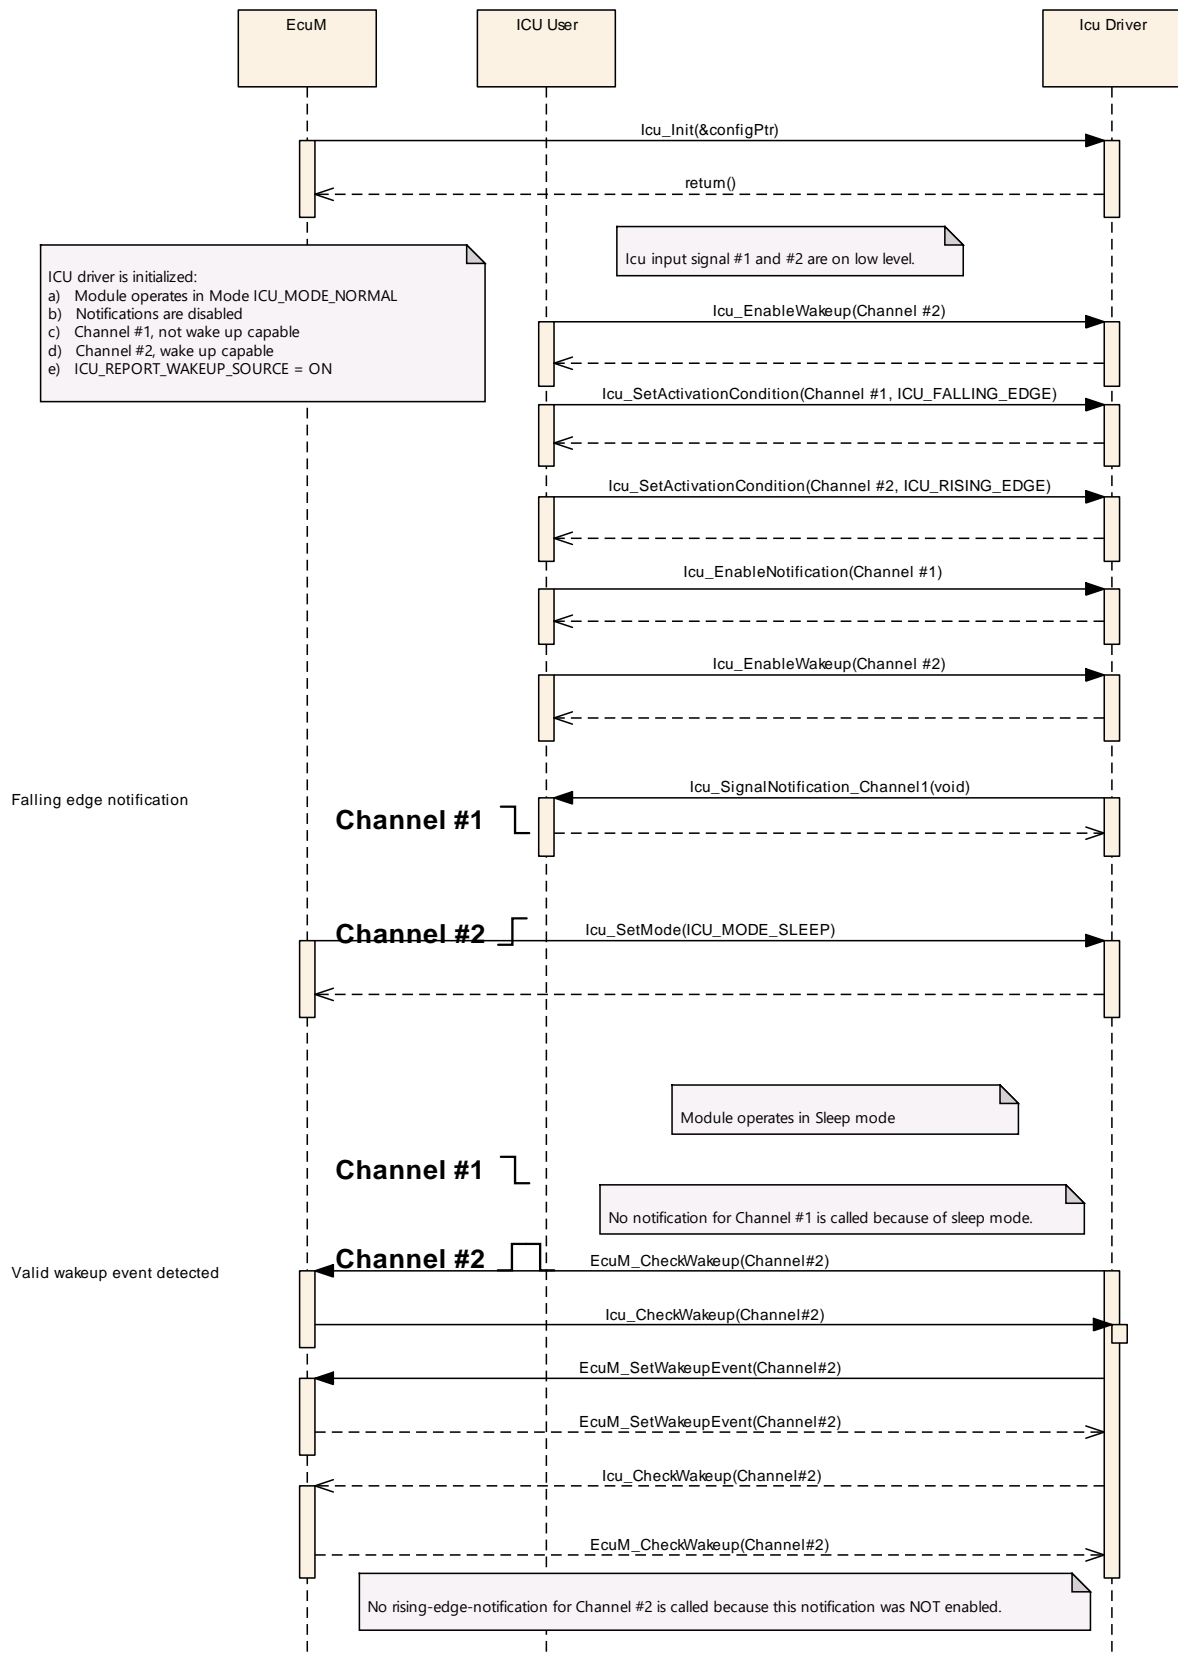 EcuM
ICU User
Icu Driver
Icu_Init(&configPtr)
return()
Icu input signal #1 and #2 are on low level.
ICU driver is initialized:
a) Module operates in Mode ICU_MODE_NORMAL
b) Notifications are disabled
c) Channel #1, not wake up capable
d) Channel #2, wake up capable
e) ICU_REPORT_WAKEUP_SOURCE = ON
Icu_EnableWakeup(Channel #2)
Icu_SetActivationCondition(Channel #1, ICU_FALLING_EDGE)
Icu_SetActivationCondition(Channel #2, ICU_RISING_EDGE)
Icu_EnableNotification(Channel #1)
Icu_EnableWakeup(Channel #2)
Icu_SignalNotification_Channel1(void)
Falling edge notification
Channel #1
Channel #2
Icu_SetMode(ICU_MODE_SLEEP)
Module operates in Sleep mode
Channel #1
No notification for Channel #1 is called because of sleep mode.
Channel #2
EcuM_CheckWakeup(Channel#2)
Valid wakeup event detected
Icu_CheckWakeup(Channel#2)
EcuM_SetWakeupEvent(Channel#2)
EcuM_SetWakeupEvent(Channel#2)
Icu_CheckWakeup(Channel#2)
EcuM_CheckWakeup(Channel#2)
No rising-edge-notification for Channel #2 is called because this notification was NOT enabled.